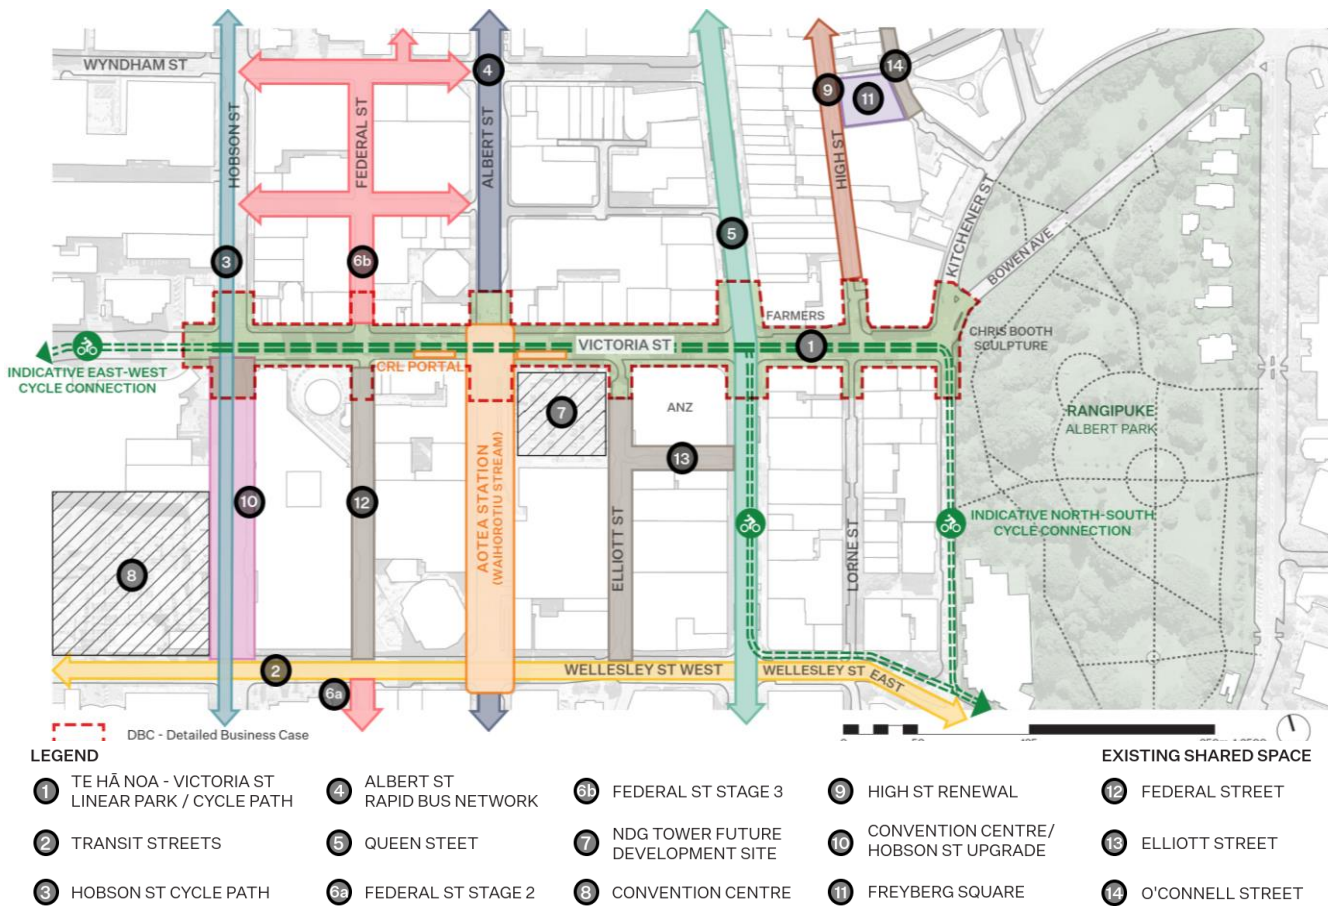 WYNDHAM ST
HOBSON ST
FEDERAL ST
4
ALBERT ST
9
HIGH ST
14
11
KITCHENER ST
BOWEN AVE
3
6b
5
FARMERS
CHRIS BOOTH
SCULPTURE
VICTORIA ST
1
INDICATIVE EAST-WEST
CYCLE CONNECTION
CRL PORTAL
7
ANZ
RANGIPUKE
ALBERT PARK
13
10
12
AOTEA STATION
(WAIHOROTIU STREAM)
ELLIOTT ST
LORNE ST
INDICATIVE NORTH-SOUTH
CYCLE CONNECTION
8
2
6a
WELLESLEY ST WEST
WELLESLEY ST EAST
DBC - Detailed Business Case
LEGEND
1 TE HĀ NOA - VICTORIA ST
LINEAR PARK / CYCLE PATH
2 TRANSIT STREETS
3 HOBSON ST CYCLE PATH
4 ALBERT ST
RAPID BUS NETWORK
5 QUEEN STEET
6a FEDERAL ST STAGE 2
6b FEDERAL ST STAGE 3
7 NDG TOWER FUTURE
DEVELOPMENT SITE
8 CONVENTION CENTRE
9 HIGH ST RENEWAL
10 CONVENTION CENTRE/
HOBSON ST UPGRADE
11 FREYBERG SQUARE
EXISTING SHARED SPACE
12 FEDERAL STREET
13 ELLIOTT STREET
14 O'CONNELL STREET